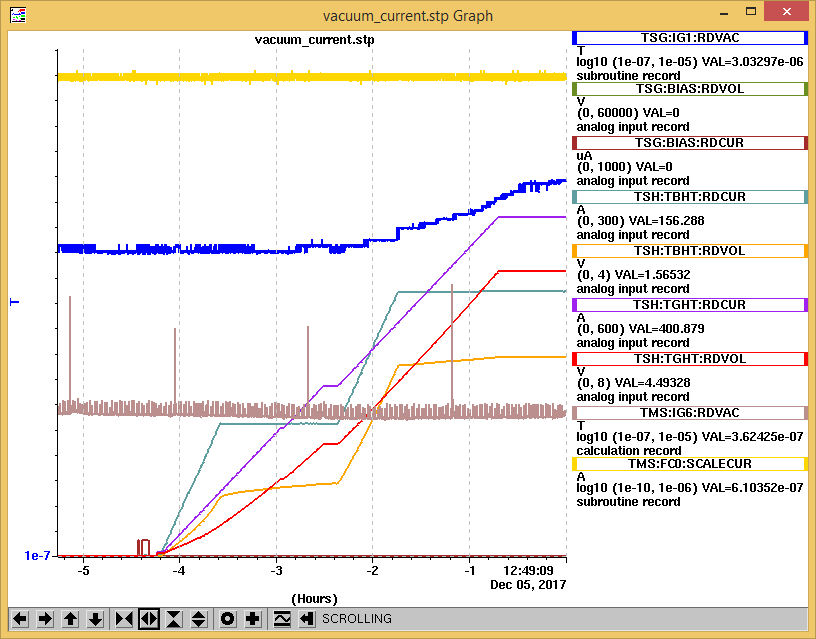 vacuum_current.stp Graph
vacuum_current.stp
TSG:IG1:RDVAC
T
log10 (1e-07, 1e-05) VAL=3.03297e-06
subroutine record
TSG:BIAS:RDVOL
V
(0, 60000) VAL=0
analog input record
TSG:BIAS:RDCUR
uA
(0, 1000) VAL=0
analog input record
TSH:TBHT:RDCUR
A
(0, 300) VAL=156.288
analog input record
TSH:TBHT:RDVOL
V
(0, 4) VAL=1.56532
analog input record
TSH:TGHT:RDCUR
A
(0, 600) VAL=400.879
analog input record
TSH:TGHT:RDVOL
V
(0, 8) VAL=4.49328
analog input record
TMS:IG6:RDVAC
T
log10 (1e-07, 1e-05) VAL=3.62425e-07
calculation record
TMS:FC0:SCALECUR
A
log10 (1e-10, 1e-06) VAL=6.10352e-07
subroutine record
T
1e-7
-5 -4 -3 -2 -1 12:49:09
Dec 05, 2017
(Hours)
SCROLLING